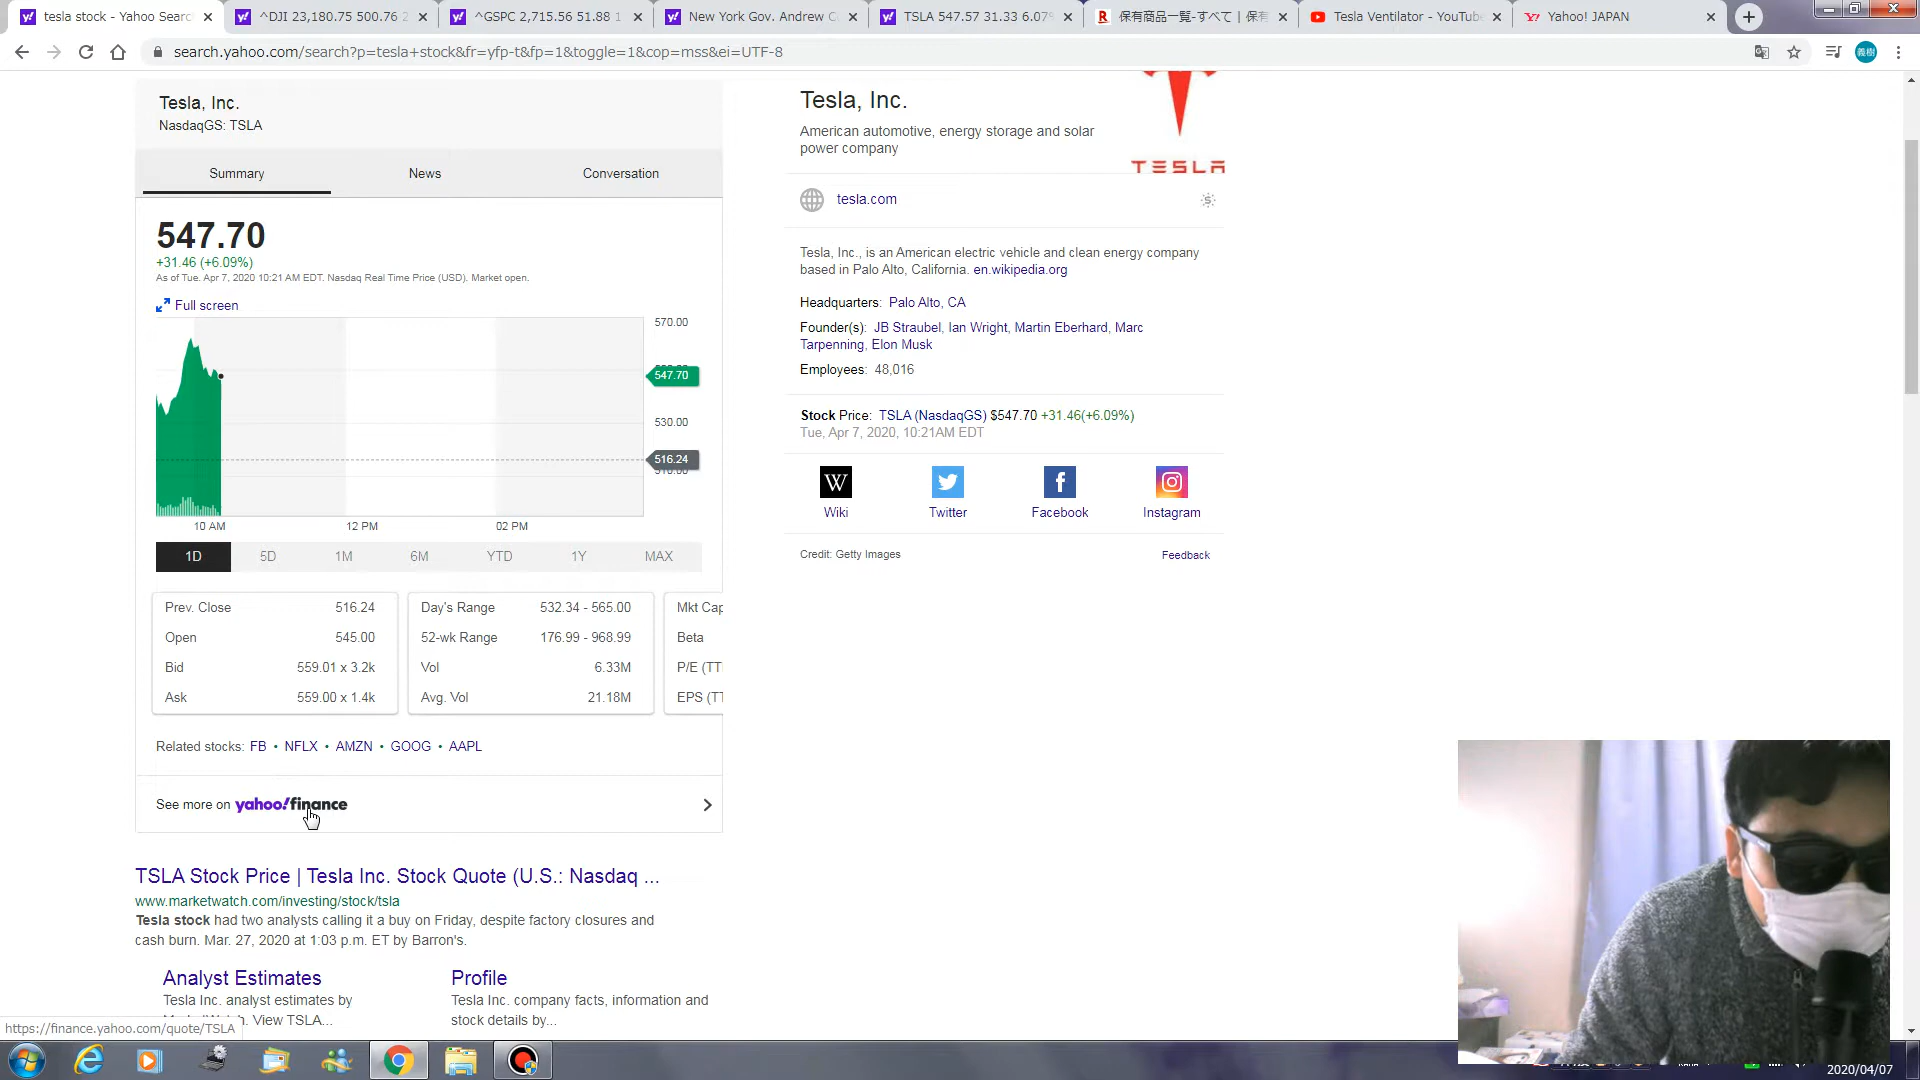 tesla stock - Yahoo Searc
^DJI 23,180.75 500.76 2
^GSPC 2,715.56 51.88 1
New York Gov. Andrew C
TSLA 547.57 31.33 6.07%
保有商品一覧-すべて | 保有
Tesla Ventilator - YouTube
Yahoo! JAPAN
search.yahoo.com/search?p=tesla+stock&fr=yfp-t&fp=1&toggle=1&cop=mss&ei=UTF-8
義樹
Tesla, Inc.
NasdaqGS: TSLA
Summary
News
Conversation
547.70
+31.46 (+6.09%)
As of Tue. Apr 7, 2020 10:21 AM EDT. Nasdaq Real Time Price (USD). Market open.
Full screen
570.00
547.70
530.00
516.24
10 AM
12 PM
02 PM
1D
5D
1M
6M
YTD
1Y
MAX
Prev. Close 516.24
Open 545.00
Bid 559.01 x 3.2k
Ask 559.00 x 1.4k
Day's Range 532.34 - 565.00
52-wk Range 176.99 - 968.99
Vol 6.33M
Avg. Vol 21.18M
Mkt Cap
Beta
P/E (TT
EPS (TT
Related stocks: FB • NFLX • AMZN • GOOG • AAPL
See more on yahoo!finance
TSLA Stock Price | Tesla Inc. Stock Quote (U.S.: Nasdaq ...
www.marketwatch.com/investing/stock/tsla
Tesla stock had two analysts calling it a buy on Friday, despite factory closures and
cash burn. Mar. 27, 2020 at 1:03 p.m. ET by Barron's.
Analyst Estimates
Tesla Inc. analyst estimates by
View TSLA...
Profile
Tesla Inc. company facts, information and
stock details by...
https://finance.yahoo.com/quote/TSLA
Tesla, Inc.
American automotive, energy storage and solar
power company
TESLA
tesla.com
Tesla, Inc., is an American electric vehicle and clean energy company
based in Palo Alto, California. en.wikipedia.org
Headquarters: Palo Alto, CA
Founder(s): JB Straubel, Ian Wright, Martin Eberhard, Marc
Tarpenning, Elon Musk
Employees: 48,016
Stock Price: TSLA (NasdaqGS) $547.70 +31.46(+6.09%)
Tue, Apr 7, 2020, 10:21AM EDT
W
Wiki
Twitter
Facebook
Instagram
Credit: Getty Images
Feedback
2020/04/07